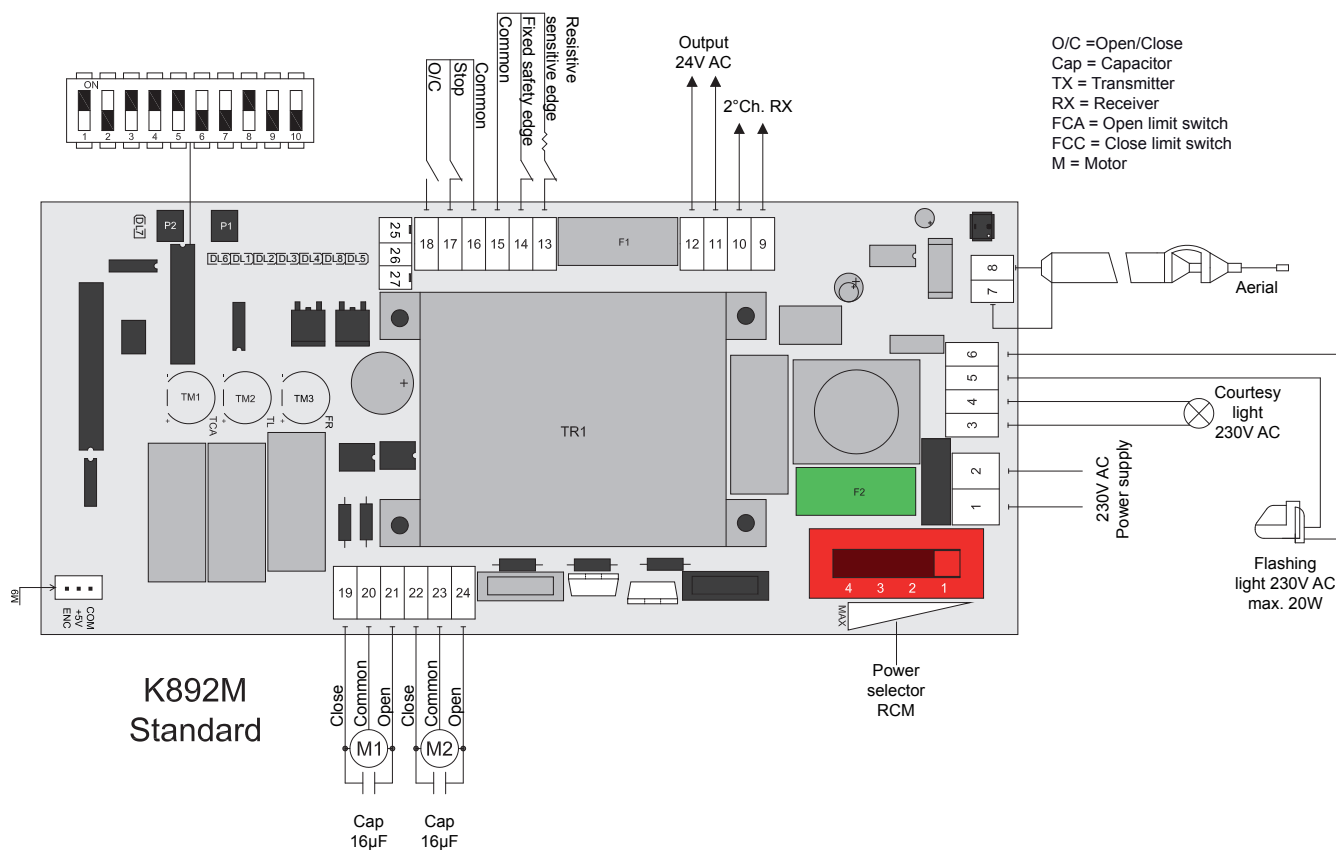 ON
1 2 3 4 5 6 7 8 9 10
O/C
Stop
Common
Common
Fixed safety edge
Resistive
sensitive edge
Output
24V AC
2°Ch. RX
O/C =Open/Close
Cap = Capacitor
TX = Transmitter
RX = Receiver
FCA = Open limit switch
FCC = Close limit switch
M = Motor
DL7
P2
P1
DL6 DL1 DL2 DL3 DL4 DL8 DL5
25
26
27
18 17 16 15 14 13
F1
12 11 10 9
8
7
Aerial
6
5
4
3
Courtesy
light
230V AC
2
1
230V AC
Power supply
TM1
TCA
TM2
TL
TM3
FR
+
TR1
F2
4 3 2 1
MAX
Power
selector
RCM
Flashing
light 230V AC
max. 20W
M9
COM
+5V
ENC
19 20 21 22 23 24
Close
Common
Open
Close
Common
Open
M1
M2
Cap
16µF
Cap
16µF
K892M
Standard